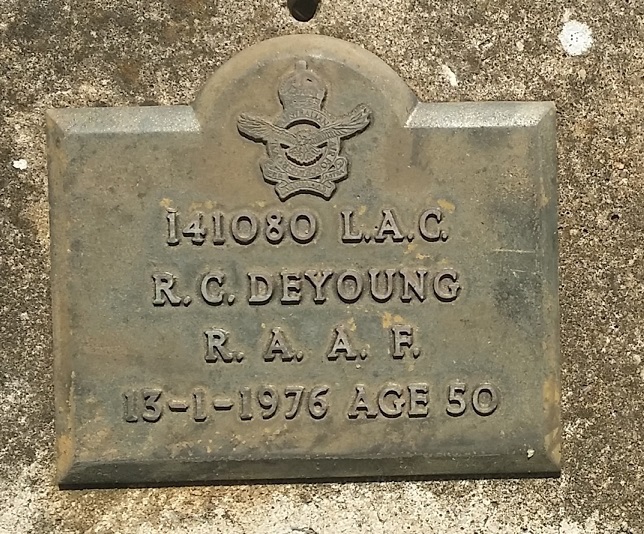 141080 L.A.C.
R.C. DEYOUNG
R. A. A. F.
13-1-1976 AGE 50